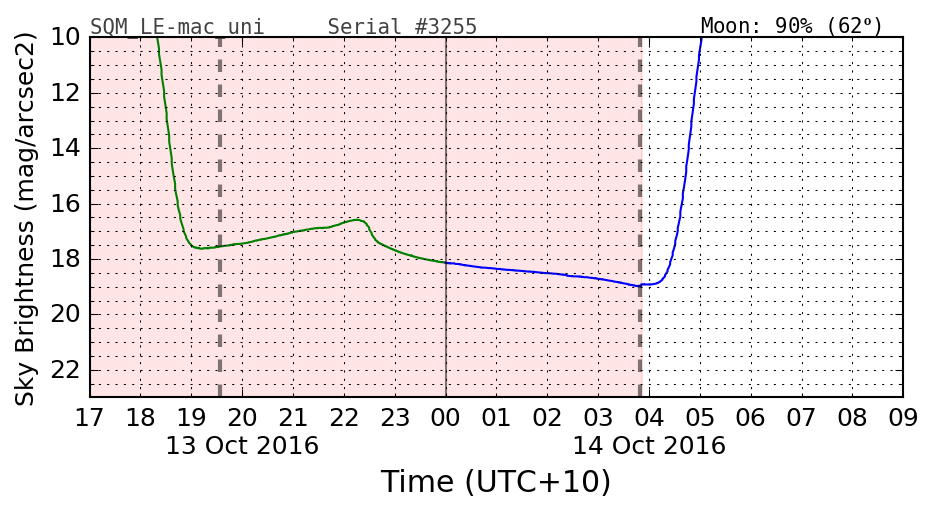 SQM_LE-mac_uni Serial #3255 Moon: 90% (62°)
Sky Brightness (mag/arcsec2)
10
12
14
16
18
20
22
17 18 19 20 21 22 23 00 01 02 03 04 05 06 07 08 09
13 Oct 2016 14 Oct 2016
Time (UTC+10)